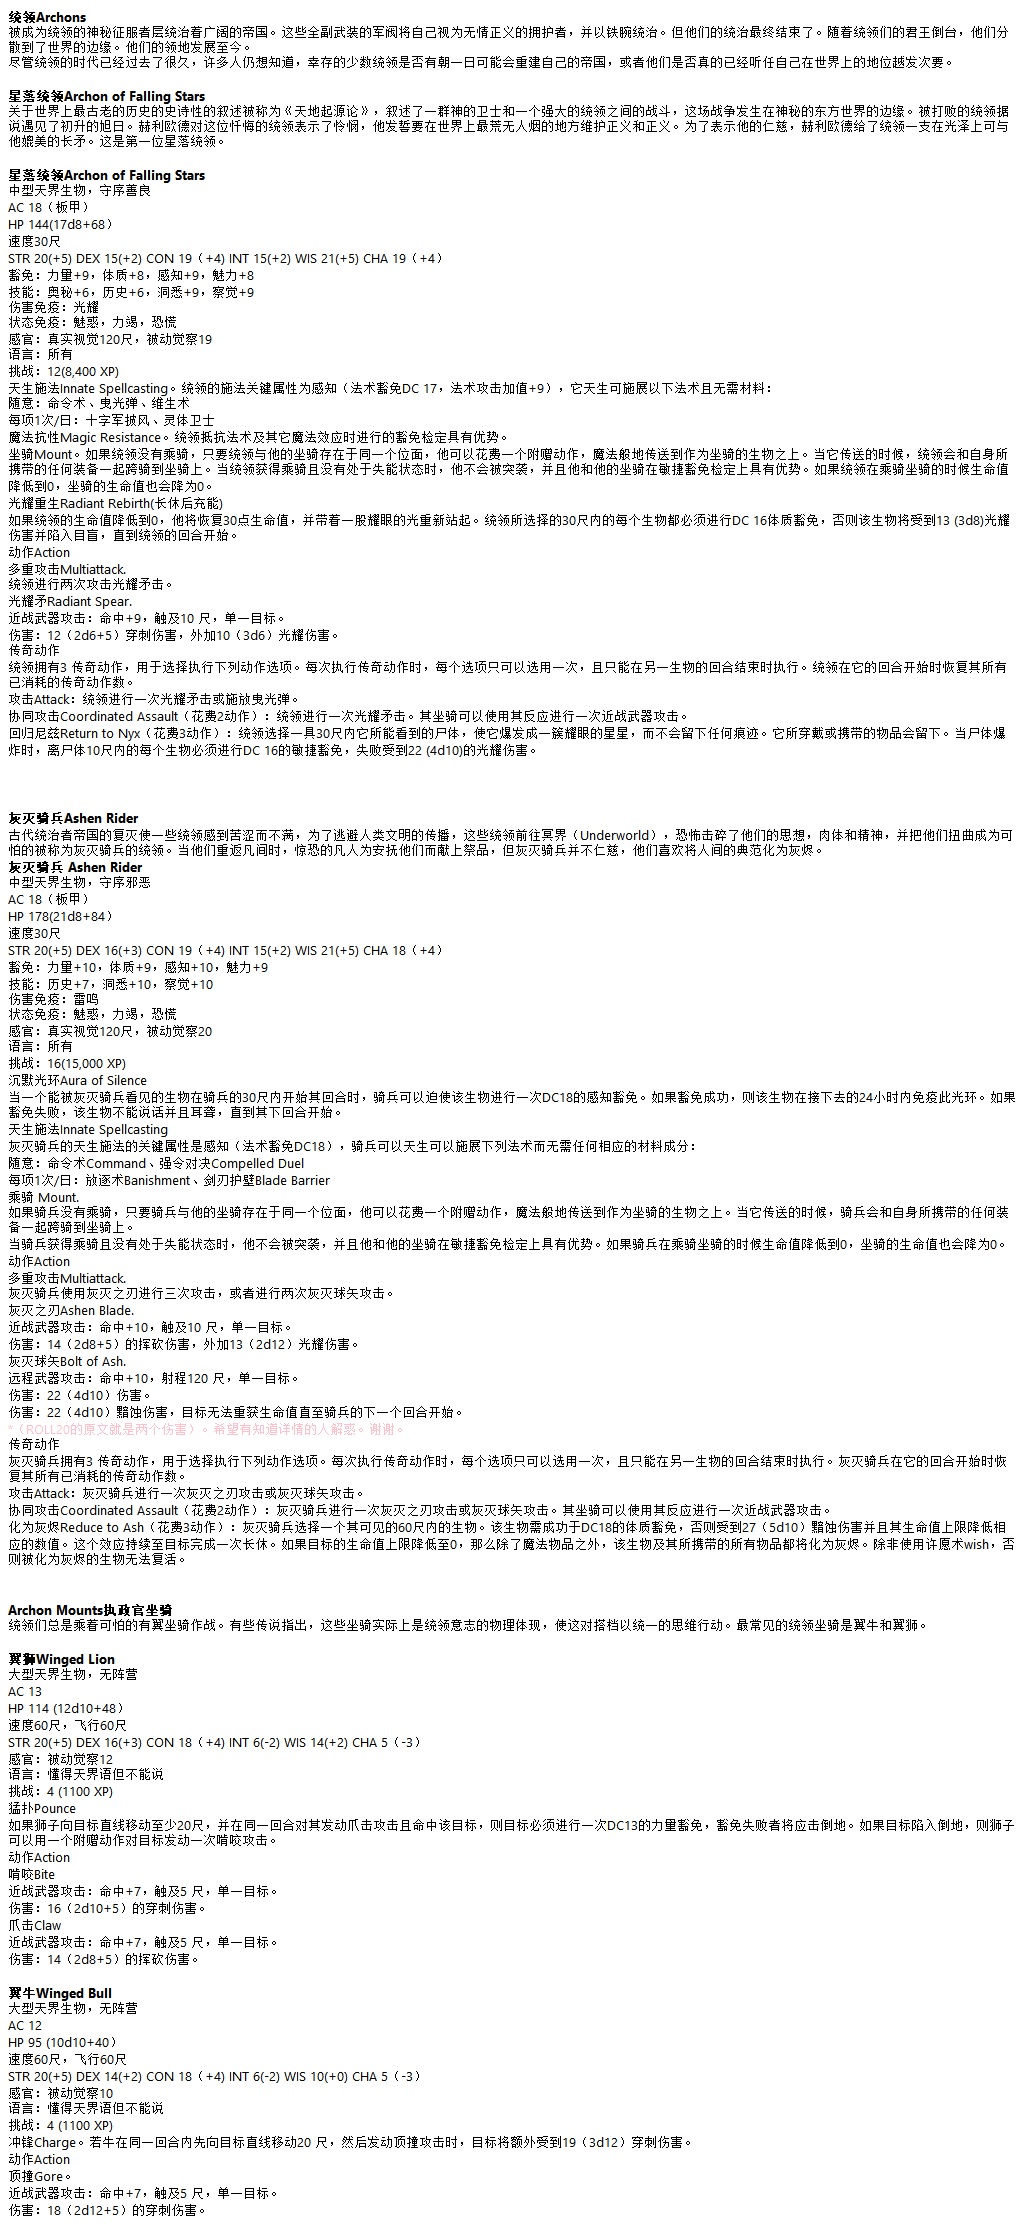 统领Archons
被成为统领的神秘征服者层统治着广阔的帝国。这些全副武装的军阀将自己视为无情正义的拥护者，并以铁腕统治。但他们的统治最终结束了。随着统领们的君王倒台，他们分
散到了世界的边缘。他们的领地发展至今。
尽管统领的时代已经过去了很久，许多人仍想知道，幸存的少数统领是否有朝一日可能会重建自己的帝国，或者他们是否真的已经听任自己在世界上的地位越发次要。
星落统领Archon of Falling Stars
关于世界上最古老的历史的史诗性的叙述被称为《天地起源论》，叙述了一群神的卫士和一个强大的统领之间的战斗，这场战争发生在神秘的东方世界的边缘。被打败的统领据
说遇见了初升的旭日。赫利欧德对这位忏悔的统领表示了怜悯，他发誓要在世界上最荒无人烟的地方维护正义和正义。为了表示他的仁慈，赫利欧德给了统领一支在光泽上可与
他媲美的长矛。这是第一位星落统领。
星落统领Archon of Falling Stars
中型天界生物，守序善良
AC 18（板甲）
HP 144(17d8+68）
速度30尺
STR 20(+5) DEX 15(+2) CON 19（+4) INT 15(+2) WIS 21(+5) CHA 19（+4）
豁免：力量+9，体质+8，感知+9，魅力+8
技能：奥秘+6，历史+6，洞悉+9，察觉+9
伤害免疫：光耀
状态免疫：魅惑，力竭，恐慌
感官：真实视觉120尺，被动觉察19
语言：所有
挑战：12(8,400 XP)
天生施法Innate Spellcasting。统领的施法关键属性为感知（法术豁免DC 17，法术攻击加值+9），它天生可施展以下法术且无需材料：
随意：命令术、曳光弹、维生术
每项1次/日：十字军披风、灵体卫士
魔法抗性Magic Resistance。统领抵抗法术及其它魔法效应时进行的豁免检定具有优势。
坐骑Mount。如果统领没有乘骑，只要统领与他的坐骑存在于同一个位面，他可以花费一个附赠动作，魔法般地传送到作为坐骑的生物之上。当它传送的时候，统领会和自身所
携带的任何装备一起跨骑到坐骑上。当统领获得乘骑且没有处于失能状态时，他不会被突袭，并且他和他的坐骑在敏捷豁免检定上具有优势。如果统领在乘骑坐骑的时候生命值
降低到0，坐骑的生命值也会降为0。
光耀重生Radiant Rebirth(长休后充能)
如果统领的生命值降低到0，他将恢复30点生命值，并带着一股耀眼的光重新站起。统领所选择的30尺内的每个生物都必须进行DC 16体质豁免，否则该生物将受到13 (3d8)光耀
伤害并陷入目盲，直到统领的回合开始。
动作Action
多重攻击Multiattack.
统领进行两次攻击光耀矛击。
光耀矛Radiant Spear.
近战武器攻击：命中+9，触及10 尺，单一目标。
伤害：12（2d6+5）穿刺伤害，外加10（3d6）光耀伤害。
传奇动作
统领拥有3 传奇动作，用于选择执行下列动作选项。每次执行传奇动作时，每个选项只可以选用一次，且只能在另一生物的回合结束时执行。统领在它的回合开始时恢复其所有
已消耗的传奇动作数。
攻击Attack：统领进行一次光耀矛击或施放曳光弹。
协同攻击Coordinated Assault（花费2动作）：统领进行一次光耀矛击。其坐骑可以使用其反应进行一次近战武器攻击。
回归尼兹Return to Nyx（花费3动作）：统领选择一具30尺内它所能看到的尸体，使它爆发成一簇耀眼的星星，而不会留下任何痕迹。它所穿戴或携带的物品会留下。当尸体爆
炸时，离尸体10尺内的每个生物必须进行DC 16的敏捷豁免，失败受到22 (4d10)的光耀伤害。
灰灭骑兵Ashen Rider
古代统治者帝国的复灭使一些统领感到苦涩而不满，为了逃避人类文明的传播，这些统领前往冥界（Underworld），恐怖击碎了他们的思想，肉体和精神，并把他们扭曲成为可
怕的被称为灰灭骑兵的统领。当他们重返凡间时，惊恐的凡人为安抚他们而献上祭品，但灰灭骑兵并不仁慈，他们喜欢将人间的典范化为灰烬。
灰灭骑兵 Ashen Rider
中型天界生物，守序邪恶
AC 18（板甲）
HP 178(21d8+84）
速度30尺
STR 20(+5) DEX 16(+3) CON 19（+4) INT 15(+2) WIS 21(+5) CHA 18（+4）
豁免：力量+10，体质+9，感知+10，魅力+9
技能：历史+7，洞悉+10，察觉+10
伤害免疫：雷鸣
状态免疫：魅惑，力竭，恐慌
感官：真实视觉120尺，被动觉察20
语言：所有
挑战：16(15,000 XP)
沉默光环Aura of Silence
当一个能被灰灭骑兵看见的生物在骑兵的30尺内开始其回合时，骑兵可以迫使该生物进行一次DC18的感知豁免。如果豁免成功，则该生物在接下去的24小时内免疫此光环。如果
豁免失败，该生物不能说话并且耳聋，直到其下回合开始。
天生施法Innate Spellcasting
灰灭骑兵的天生施法的关键属性是感知（法术豁免DC18），骑兵可以天生可以施展下列法术而无需任何相应的材料成分：
随意：命令术Command、强令对决Compelled Duel
每项1次/日：放逐术Banishment、剑刃护壁Blade Barrier
乘骑 Mount.
如果骑兵没有乘骑，只要骑兵与他的坐骑存在于同一个位面，他可以花费一个附赠动作，魔法般地传送到作为坐骑的生物之上。当它传送的时候，骑兵会和自身所携带的任何装
备一起跨骑到坐骑上。
当骑兵获得乘骑且没有处于失能状态时，他不会被突袭，并且他和他的坐骑在敏捷豁免检定上具有优势。如果骑兵在乘骑坐骑的时候生命值降低到0，坐骑的生命值也会降为0。
动作Action
多重攻击Multiattack.
灰灭骑兵使用灰灭之刃进行三次攻击，或者进行两次灰灭球矢攻击。
灰灭之刃Ashen Blade.
近战武器攻击：命中+10，触及10 尺，单一目标。
伤害：14（2d8+5）的挥砍伤害，外加13（2d12）光耀伤害。
灰灭球矢Bolt of Ash.
远程武器攻击：命中+10，射程120 尺，单一目标。
伤害：22（4d10）伤害。
伤害：22（4d10）黯蚀伤害，目标无法重获生命值直至骑兵的下一个回合开始。
*（ROLL20的原文就是两个伤害）。希望有知道详情的人解惑。谢谢。
传奇动作
灰灭骑兵拥有3 传奇动作，用于选择执行下列动作选项。每次执行传奇动作时，每个选项只可以选用一次，且只能在另一生物的回合结束时执行。灰灭骑兵在它的回合开始时恢
复其所有已消耗的传奇动作数。
攻击Attack：灰灭骑兵进行一次灰灭之刃攻击或灰灭球矢攻击。
协同攻击Coordinated Assault（花费2动作）：灰灭骑兵进行一次灰灭之刃攻击或灰灭球矢攻击。其坐骑可以使用其反应进行一次近战武器攻击。
化为灰烬Reduce to Ash（花费3动作）：灰灭骑兵选择一个其可见的60尺内的生物。该生物需成功于DC18的体质豁免，否则受到27（5d10）黯蚀伤害并且其生命值上限降低相
应的数值。这个效应持续至目标完成一次长休。如果目标的生命值上限降低至0，那么除了魔法物品之外，该生物及其所携带的所有物品都将化为灰烬。除非使用许愿术wish，否
则被化为灰烬的生物无法复活。
Archon Mounts执政官坐骑
统领们总是乘着可怕的有翼坐骑作战。有些传说指出，这些坐骑实际上是统领意志的物理体现，使这对搭档以统一的思维行动。最常见的统领坐骑是翼牛和翼狮。
翼狮Winged Lion
大型天界生物，无阵营
AC 13
HP 114 (12d10+48）
速度60尺，飞行60尺
STR 20(+5) DEX 16(+3) CON 18（+4) INT 6(-2) WIS 14(+2) CHA 5（-3）
感官：被动觉察12
语言：懂得天界语但不能说
挑战：4 (1100 XP)
猛扑Pounce
如果狮子向目标直线移动至少20尺，并在同一回合对其发动爪击攻击且命中该目标，则目标必须进行一次DC13的力量豁免，豁免失败者将应击倒地。如果目标陷入倒地，则狮子
可以用一个附赠动作对目标发动一次啃咬攻击。
动作Action
啃咬Bite
近战武器攻击：命中+7，触及5 尺，单一目标。
伤害：16（2d10+5）的穿刺伤害。
爪击Claw
近战武器攻击：命中+7，触及5 尺，单一目标。
伤害：14（2d8+5）的挥砍伤害。
翼牛Winged Bull
大型天界生物，无阵营
AC 12
HP 95 (10d10+40）
速度60尺，飞行60尺
STR 20(+5) DEX 14(+2) CON 18（+4) INT 6(-2) WIS 10(+0) CHA 5（-3）
感官：被动觉察10
语言：懂得天界语但不能说
挑战：4 (1100 XP)
冲锋Charge。若牛在同一回合内先向目标直线移动20 尺，然后发动顶撞攻击时，目标将额外受到19（3d12）穿刺伤害。
动作Action
顶撞Gore。
近战武器攻击：命中+7，触及5 尺，单一目标。
伤害：18（2d12+5）的穿刺伤害。